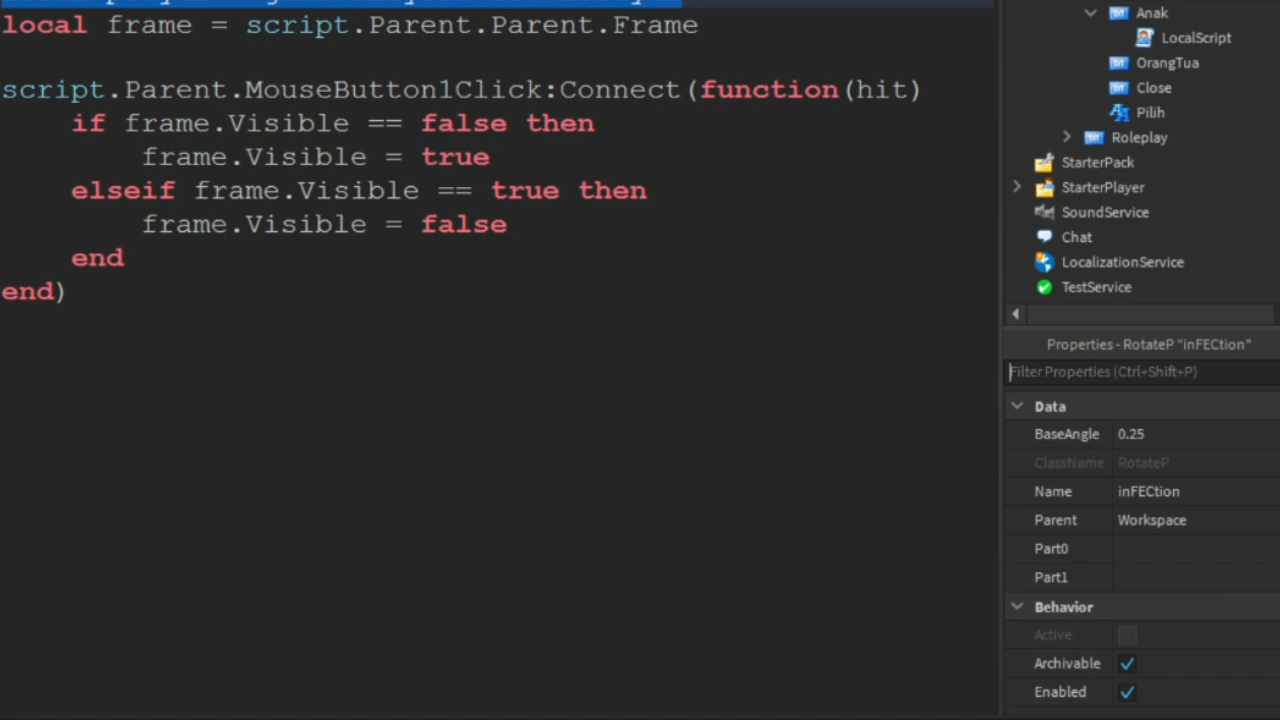 local frame = script.Parent.Parent.Frame
script.Parent.MouseButton1Click:Connect(function(hit)
if frame.Visible == false then
frame.Visible = true
elseif frame.Visible == true then
frame.Visible = false
end
end)
Anak
LocalScript
OrangTua
Close
Pilih
Roleplay
StarterPack
StarterPlayer
SoundService
Chat
LocalizationService
TestService
Properties - RotateP "inFECtion"
Filter Properties (Ctrl+Shift+P)
Data
BaseAngle 0.25
ClassName RotateP
Name inFECtion
Parent Workspace
Part0
Part1
Behavior
Active
Archivable
Enabled